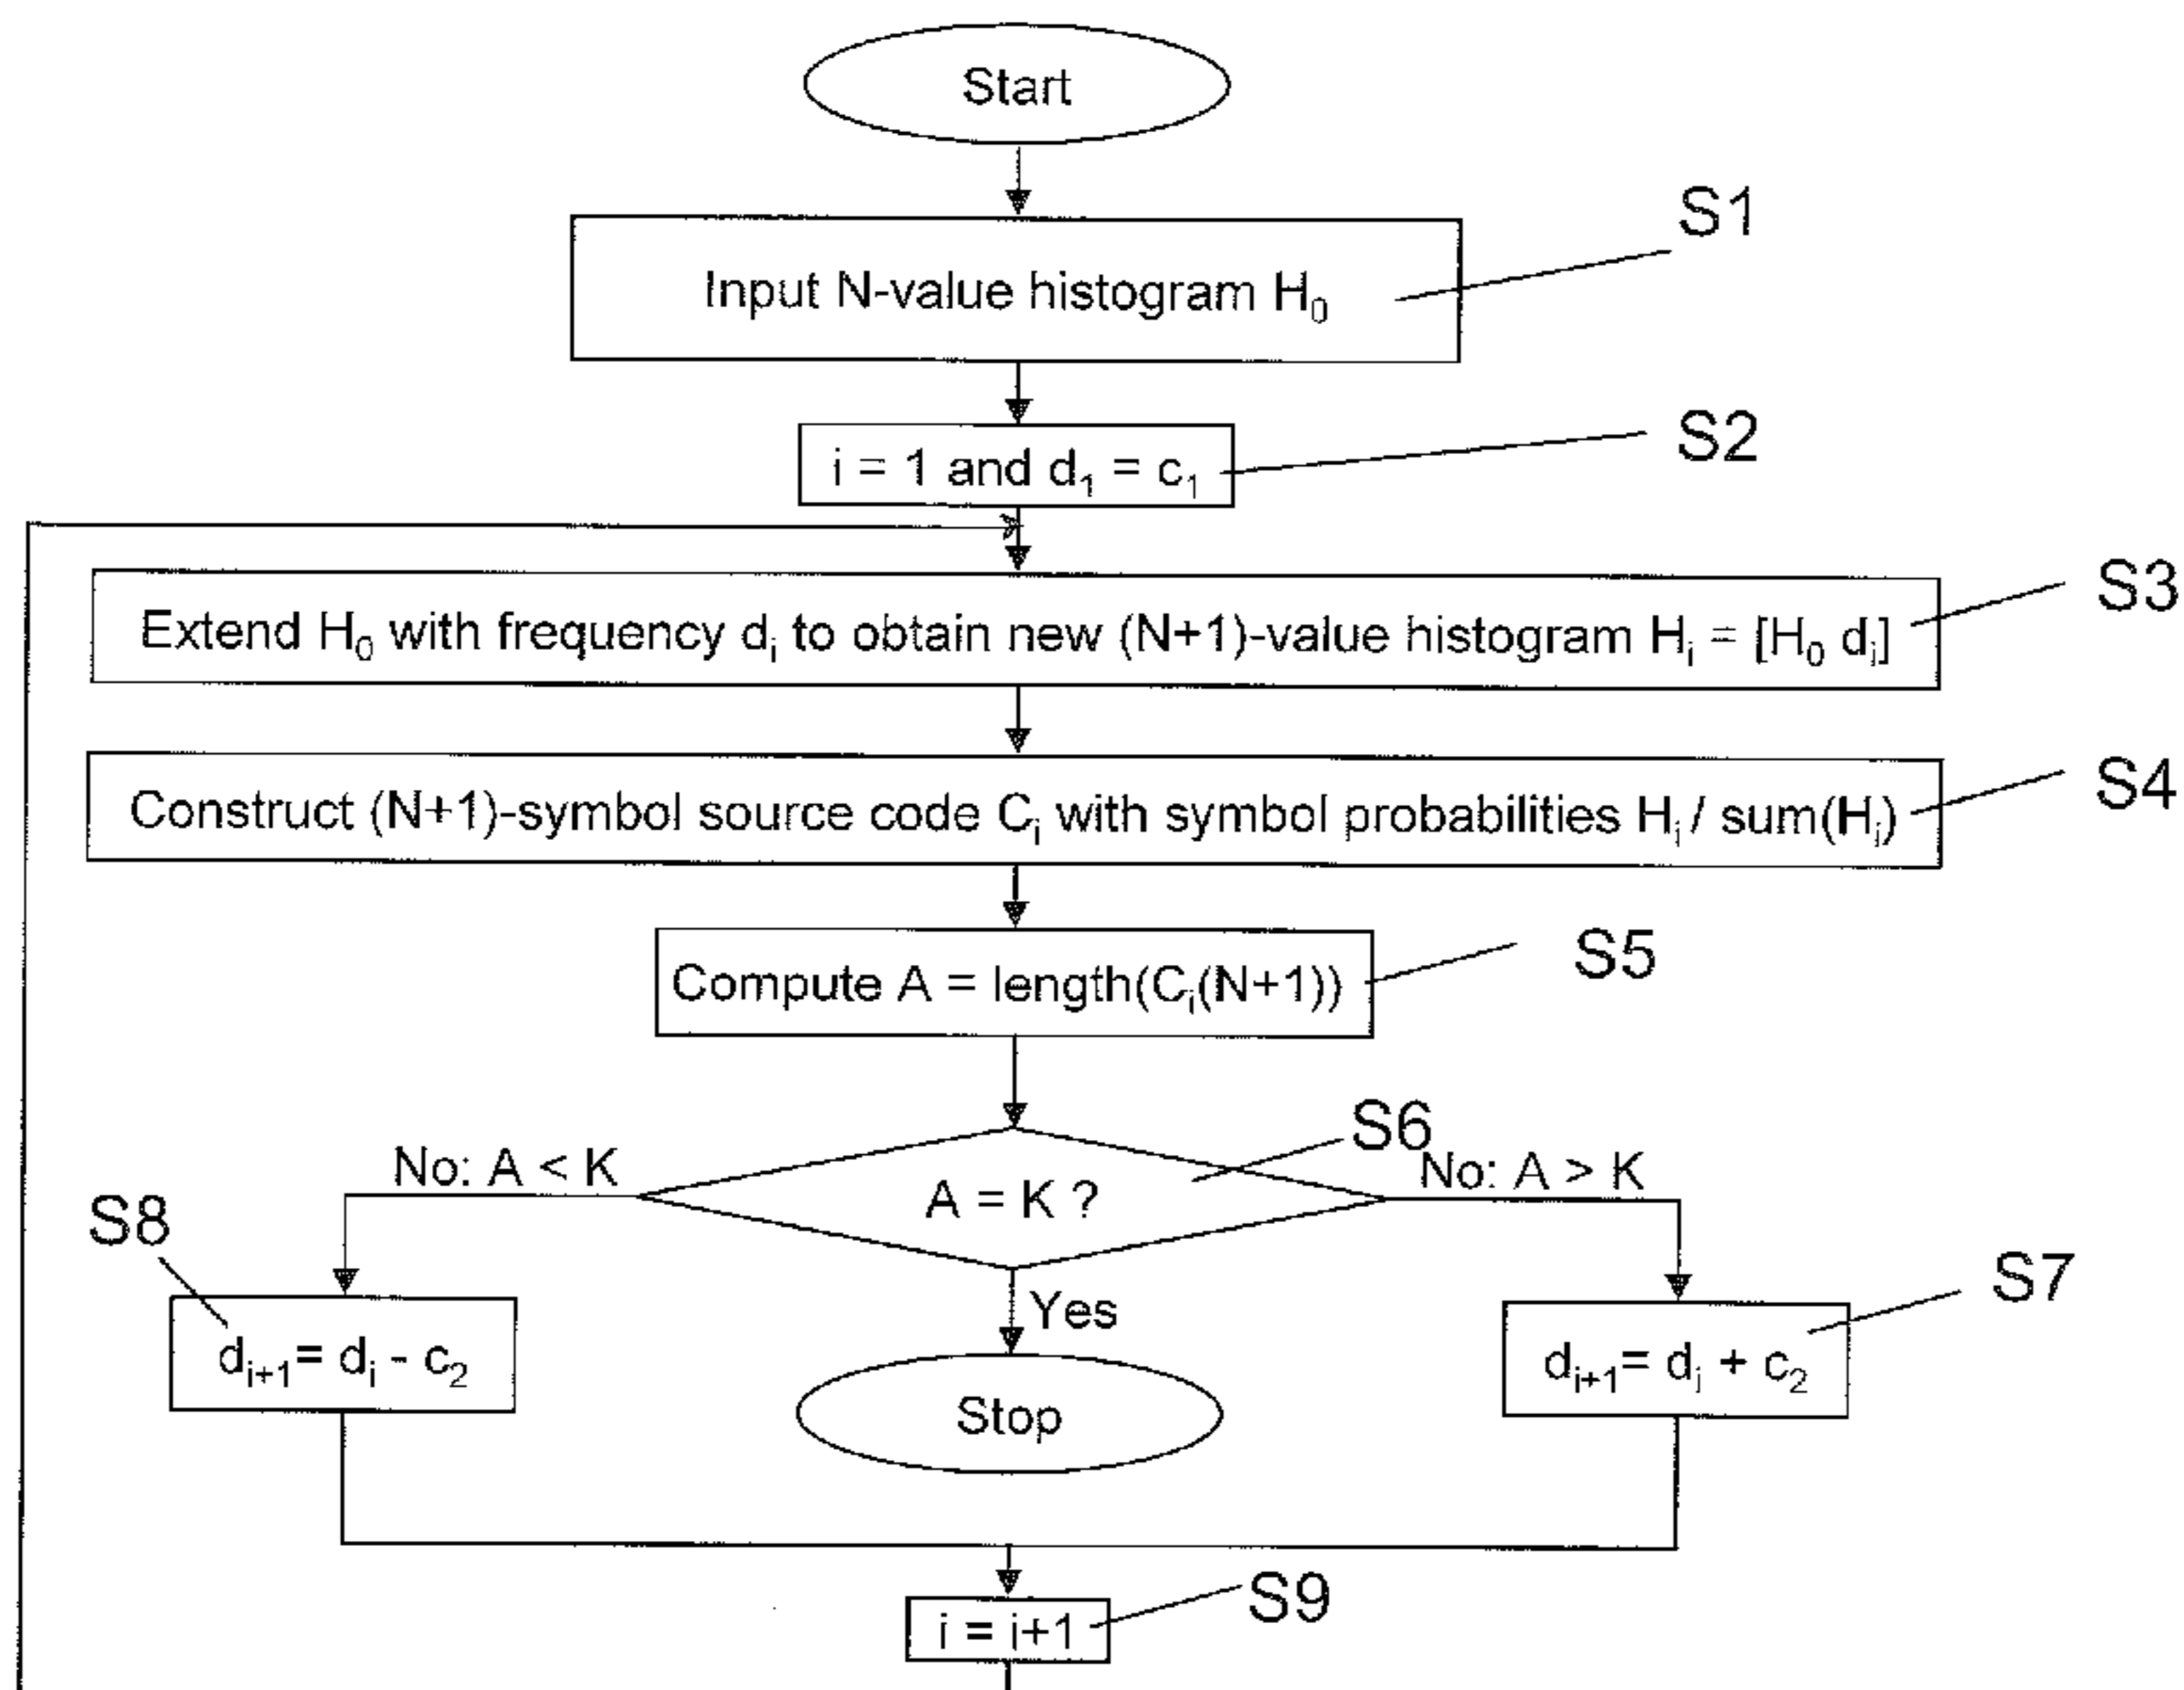 Start
S1
Input N-value histogram H₀
S2
i = 1 and d₁ = c₁
S3
Extend H₀ with frequency dᵢ to obtain new (N+1)-value histogram Hᵢ = [H₀ dᵢ]
S4
Construct (N+1)-symbol source code Cᵢ with symbol probabilities Hᵢ / sum(Hᵢ)
S5
Compute A = length(Cᵢ(N+1))
S6
No: A < K
No: A > K
A = K ?
S8
S7
Yes
dᵢ₊₁= dᵢ - c₂
dᵢ₊₁= dᵢ + c₂
Stop
S9
i = i+1